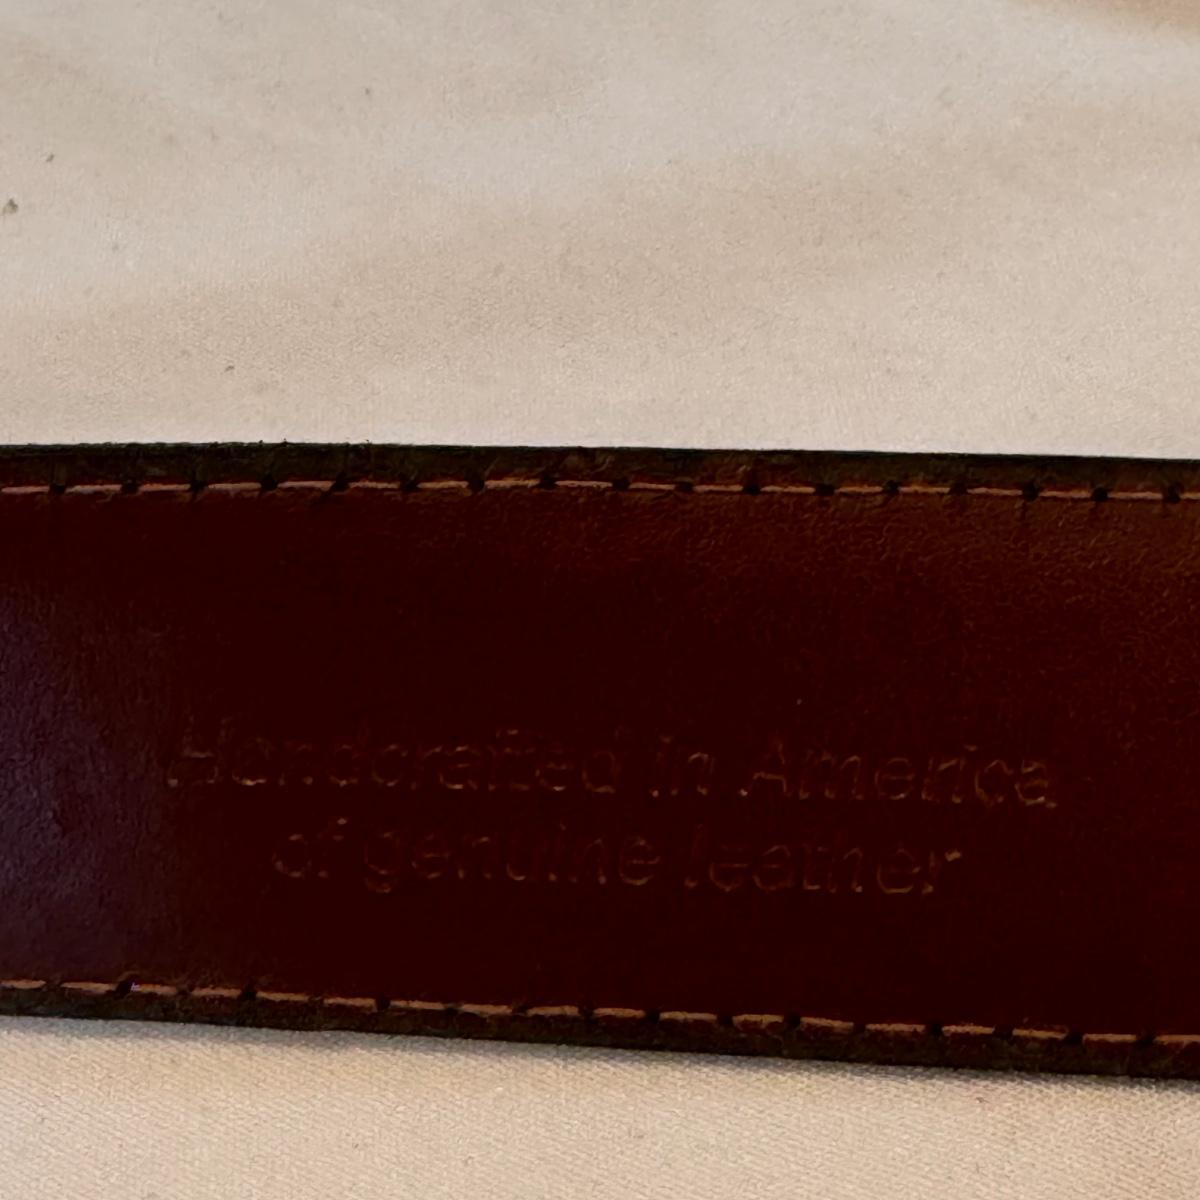 Handcrafted in America
of genuine leather